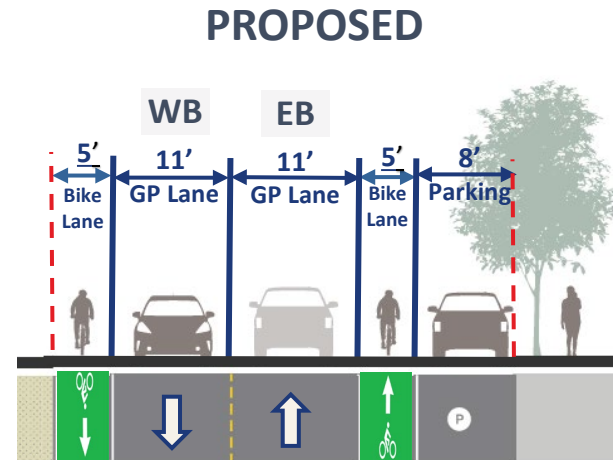 PROPOSED
WB
EB
5’
11’
11’
5’
8’
Bike
Lane
GP Lane
GP Lane
Bike
Lane
Parking
P